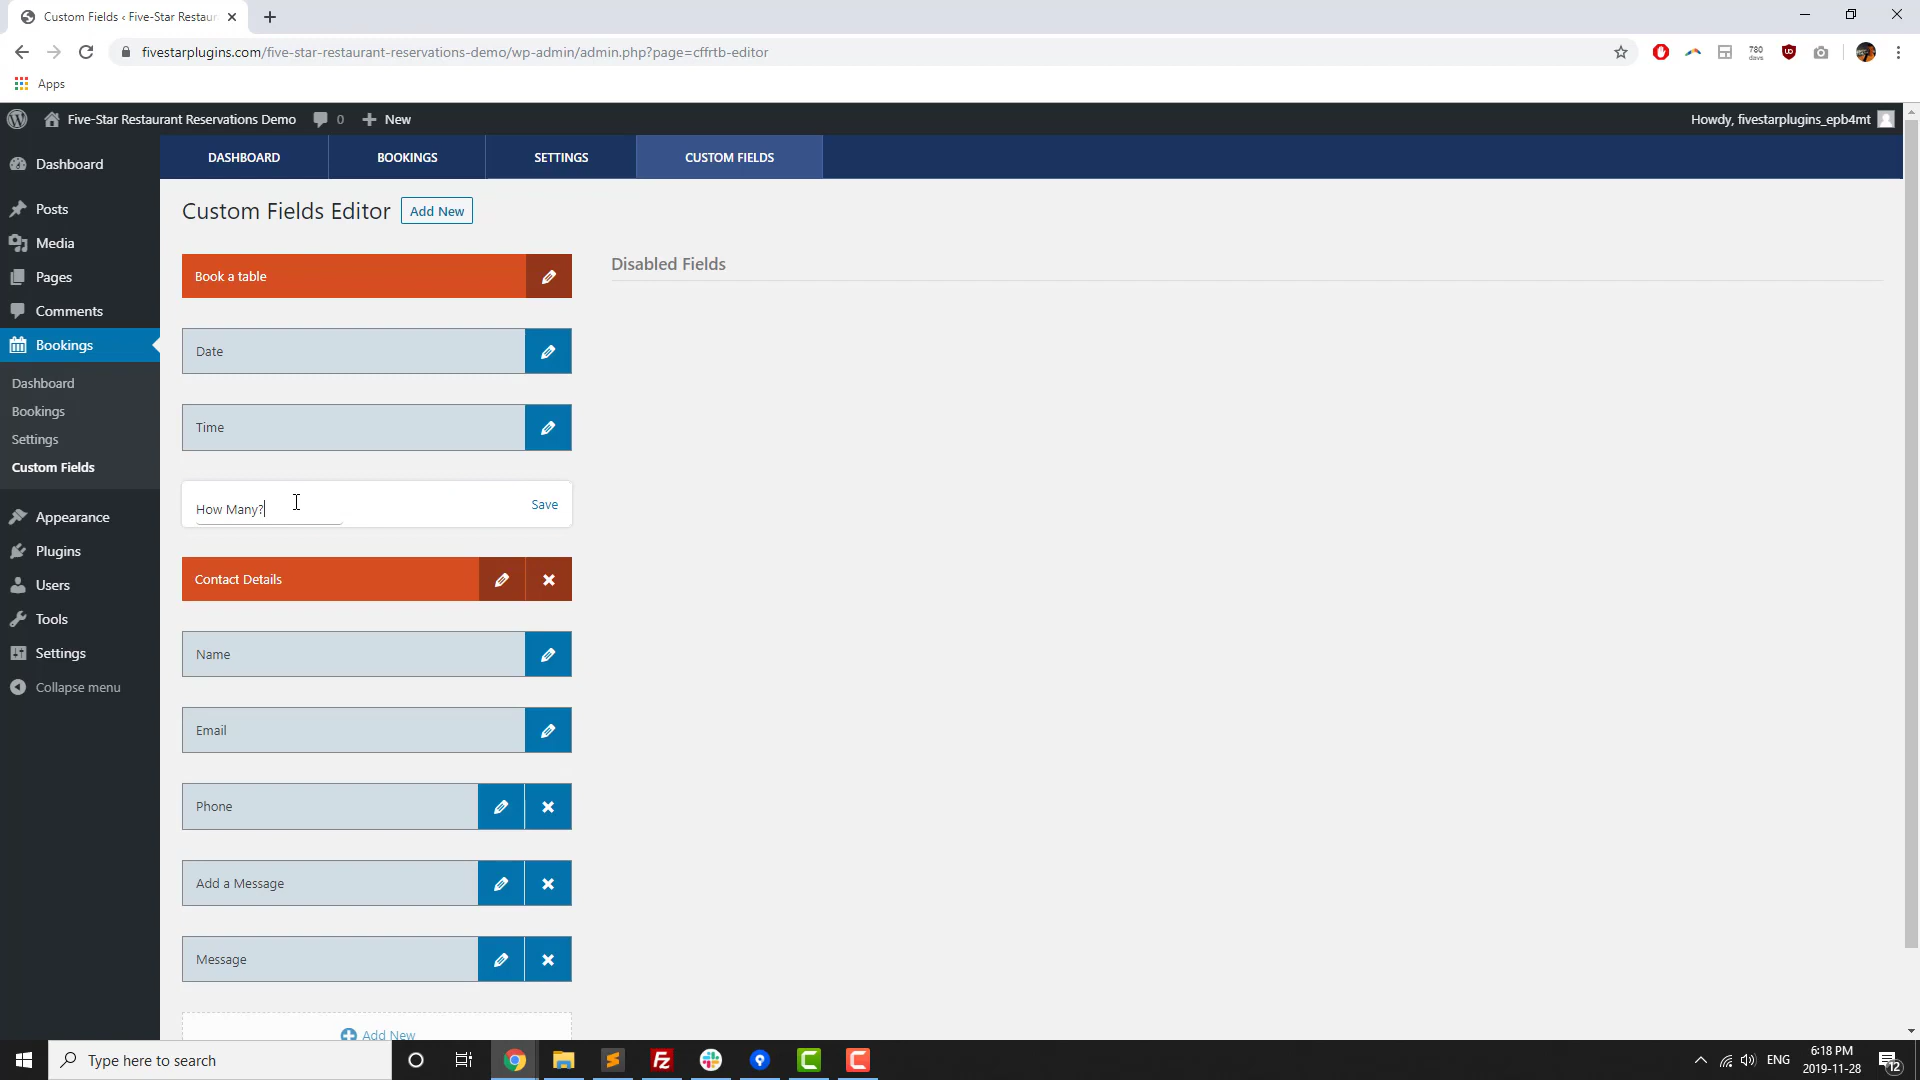 Custom Fields ‹ Five-Star Restaur
fivestarplugins.com/five-star-restaurant-reservations-demo/wp-admin/admin.php?page=cffrtb-editor
780
days
Apps
Five-Star Restaurant Reservations Demo
0
New
Howdy, fivestarplugins_epb4mt
Dashboard
Posts
Media
Pages
Comments
Bookings
Dashboard
Bookings
Settings
Custom Fields
Appearance
Plugins
Users
Tools
Settings
Collapse menu
DASHBOARD
BOOKINGS
SETTINGS
CUSTOM FIELDS
Custom Fields Editor
Add New
Book a table
Date
Time
How Many?
Save
Contact Details
Name
Email
Phone
Add a Message
Message
Add New
Disabled Fields
Type here to search
Fz
C
C
ENG
6:18 PM
2019-11-28
12